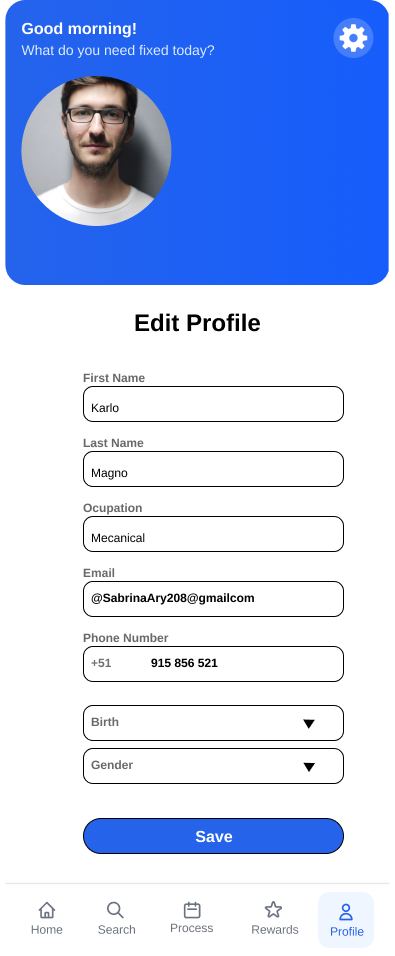 Good morning!
What do you need fixed today?
Edit Profile
First Name
Karlo
Last Name
Magno
Ocupation
Mecanical
Email
@SabrinaAry208@gmailcom
Phone Number
+51 915 856 521
Birth
Gender
Save
Home Search Process Rewards Profile